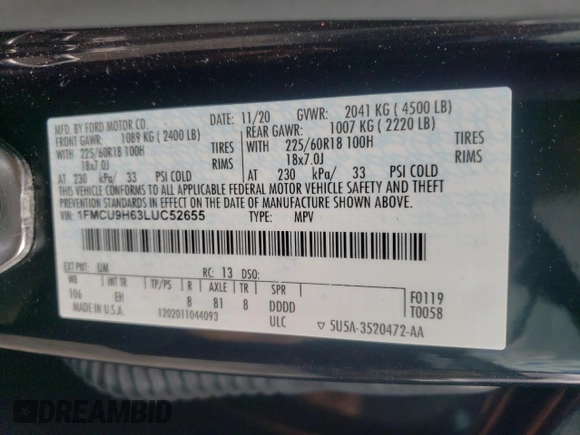 MFD. BY FORD MOTOR CO.
11/20 GVWR: 2041 KG ( 4500 LB)
FRONT GAWR: 1089 KG ( 2400 LB)
REAR GAWR: 1007 KG ( 2220 LB)
WITH 225/60R18 100H TIRES
WITH 225/60R18 100H TIRES
18x7.0J RIMS
18x7.0J RIMS
AT 230 kPa/ 33 PSI COLD
AT 230 kPa/ 33 PSI COLD
THIS VEHICLE CONFORMS TO ALL APPLICABLE FEDERAL MOTOR VEHICLE SAFETY AND THEFT PREVENTION
STANDARDS IN EFFECT ON THE DATE OF MANUFACTURE SHOWN ABOVE.
VIN: 1FMCU9H63LUC52655 TYPE: MPV
EXT PNT: UM RC: 13 DSO:
WB INT TR TP/PS R AXLE TR SPR
106 EH 8 81 8 DDDD
F0119
T0058
MADE IN U.S.A. 1202011044093 ULC
5U5A-3520472-AA
DREAMBID